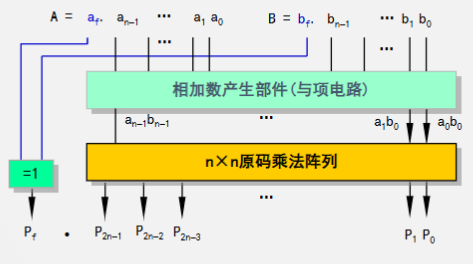 A = a_f. a_{n-1} ··· a_1 a_0 B = b_f. b_{n-1} ··· b_1 b_0
··· ···
相加数产生部件(与项电路)
a_{n-1}b_{n-1} ··· a_1b_0 a_0b_0
n×n原码乘法阵列
=1
···
P_f . P_{2n-1} P_{2n-2} P_{2n-3} P_1 P_0